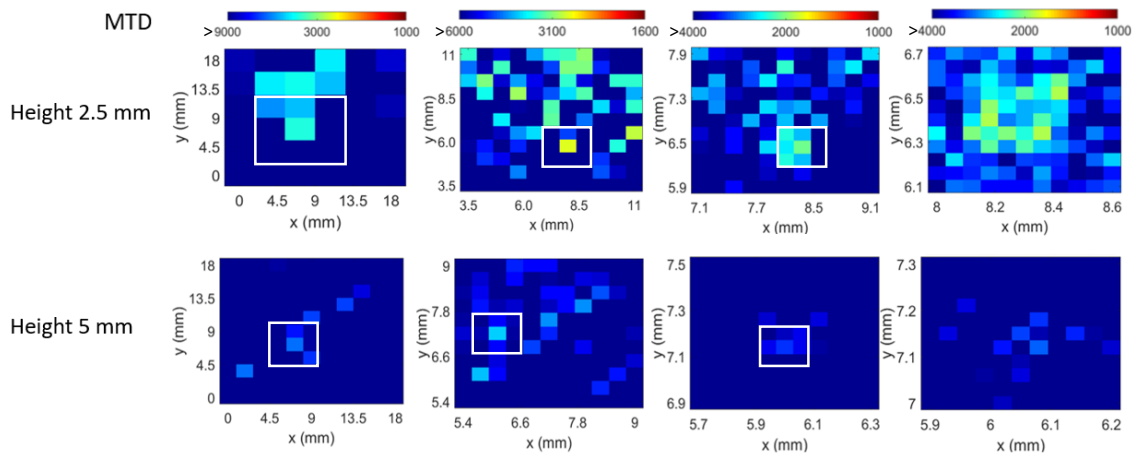 MTD
>9000 3000 1000
>6000 3100 1600
>4000 2000 1000
>4000 2000 1000
Height 2.5 mm
y (mm)
18
13.5
9
4.5
0
0 4.5 9 13.5 18
x (mm)
y (mm)
11
8.5
6.0
3.5
3.5 6.0 8.5 11
x (mm)
y (mm)
7.9
7.3
6.5
5.9
7.1 7.7 8.5 9.1
x (mm)
y (mm)
6.7
6.5
6.3
6.1
8 8.2 8.4 8.6
x (mm)
Height 5 mm
y (mm)
18
13.5
9
4.5
0
0 4.5 9 13.5 18
x (mm)
y (mm)
9
7.8
6.6
5.4
5.4 6.6 7.8 9
x (mm)
y (mm)
7.5
7.3
7.1
6.9
5.7 5.9 6.1 6.3
x (mm)
y (mm)
7.3
7.2
7.1
7
5.9 6 6.1 6.2
x (mm)